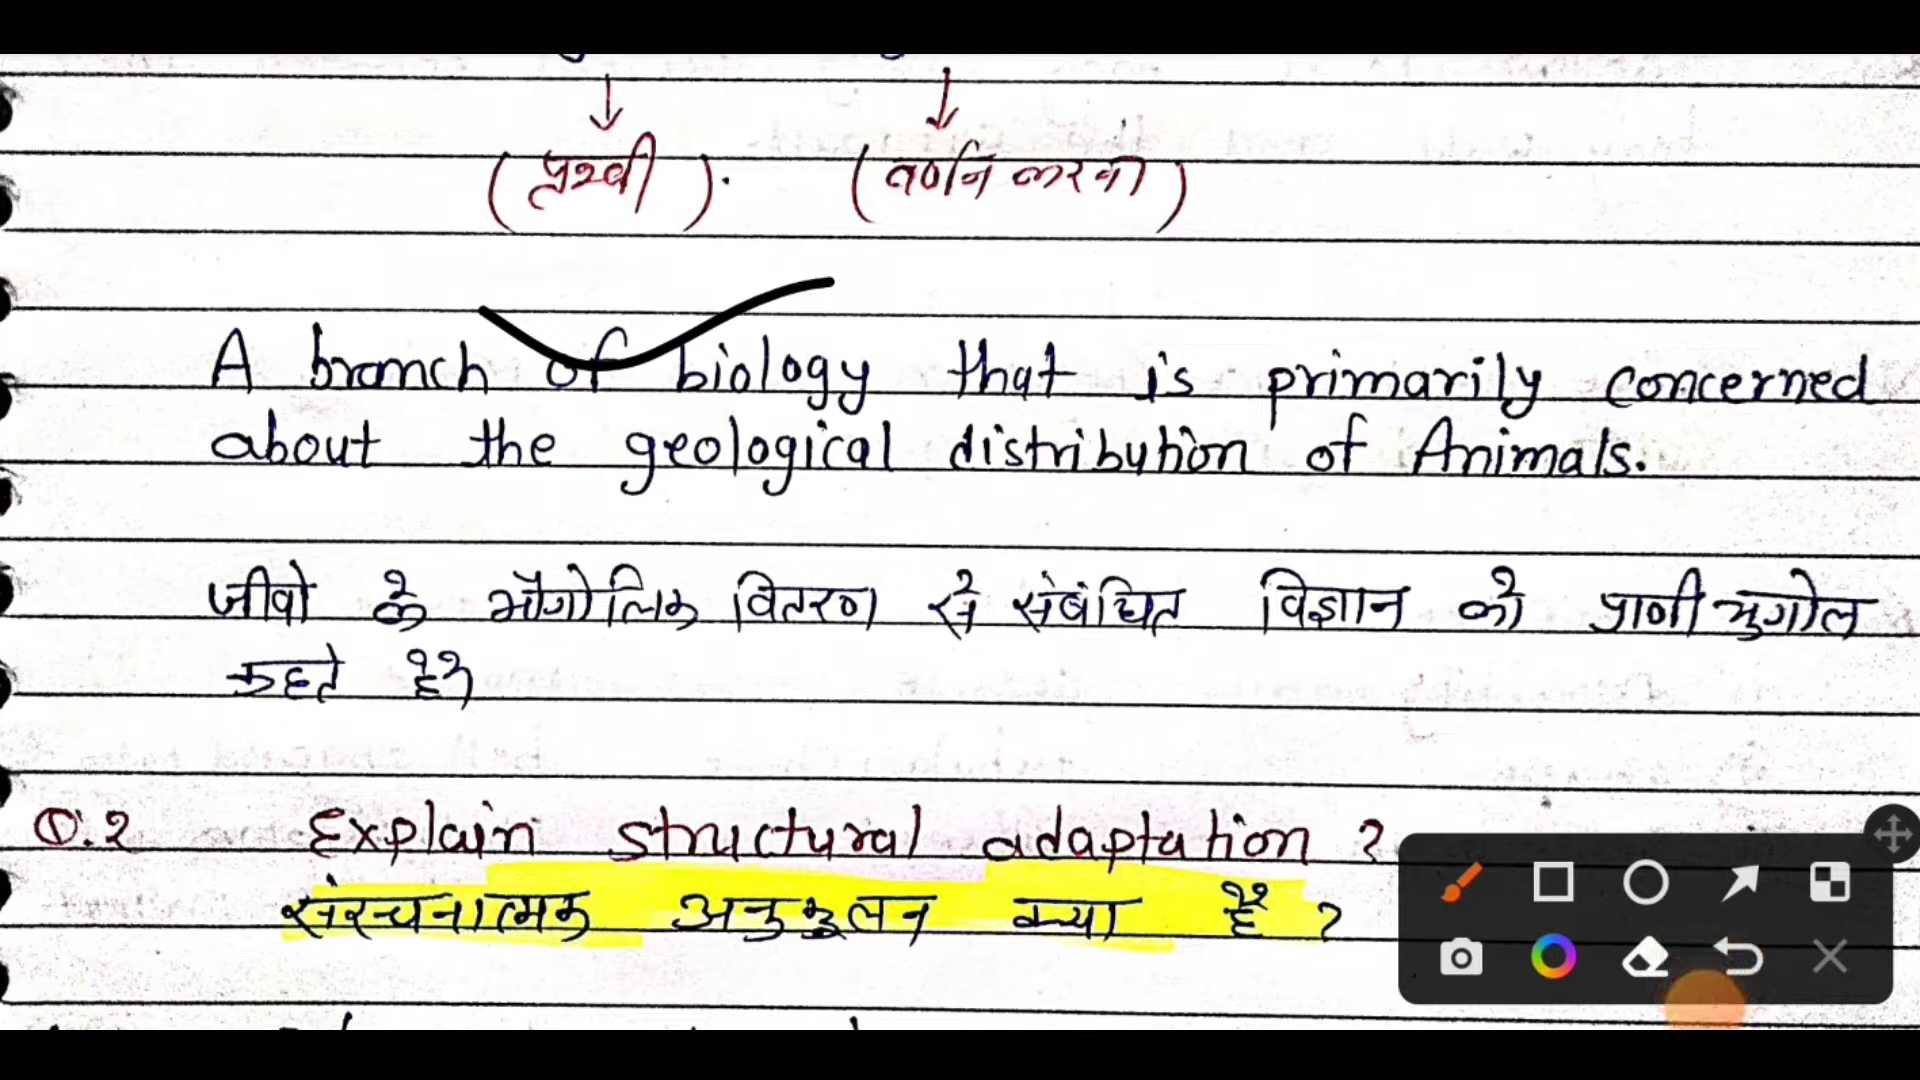 (पृथ्वी). (वर्णन करना)
A branch of biology that is primarily concerned
about the geological distribution of Animals.
जीवो के भौगोलिक वितरण से संबंधित विज्ञान को प्राणी भुगोल
कहते है।
Q.2 Explain structural adaptation ?
संरचनात्मक अनुकूलन क्या है ?